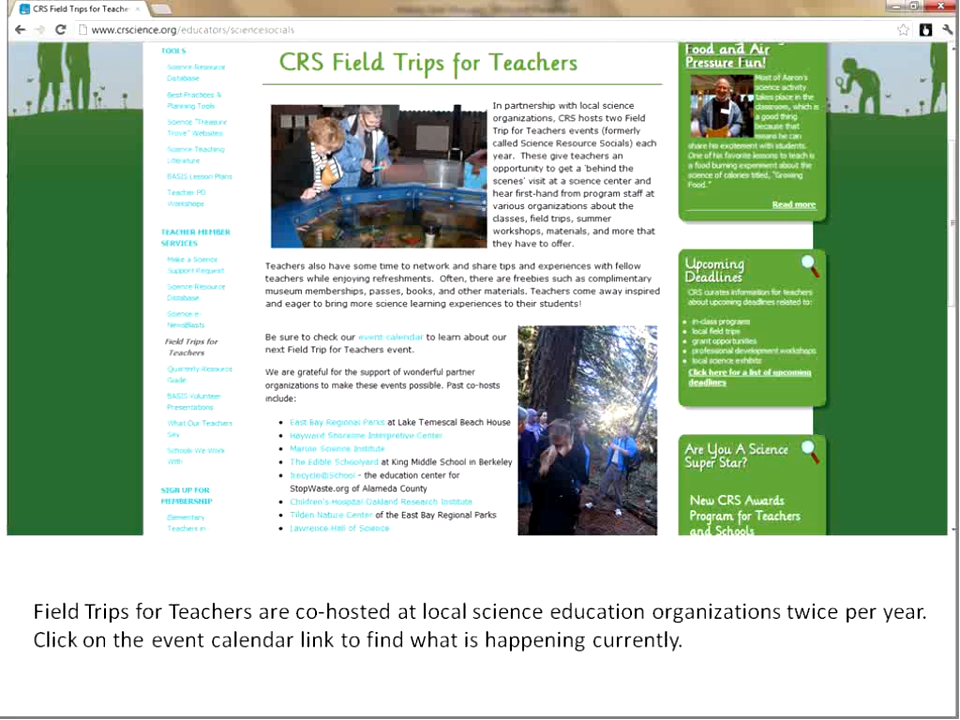 CRS Field Trips for Teache
www.crscience.org/educators/sciencesocials
TOOLS
Science Resource
Database
Best Practices &
Planning Tools
Science "Treasure
Trove" Websites
Science Teaching
Literature
BASIS Lesson Plans
Teacher PD
Workshops
TEACHER MEMBER
SERVICES
Make a Science
Support Request
Science Resource
Database
Science e-
NewsBlasts
Field Trips for
Teachers
Quarterly Resource
Guide
BASIS Volunteer
Presentations
What Our Teachers
Say
Schools We Work
With
SIGN UP FOR
MEMBERSHIP
Elementary
Teachers in
CRS Field Trips for Teachers
In partnership with local science
organizations, CRS hosts two Field
Trip for Teachers events (formerly
called Science Resource Socials) each
year. These give teachers an
opportunity to get a 'behind the
scenes' visit at a science center and
hear first-hand from program staff at
various organizations about the
classes, field trips, summer
workshops, materials, and more that
they have to offer.
Teachers also have some time to network and share tips and experiences with fellow
teachers while enjoying refreshments. Often, there are freebies such as complimentary
museum memberships, passes, books, and other materials. Teachers come away inspired
and eager to bring more science learning experiences to their students!
Be sure to check our event calendar to learn about our
next Field Trip for Teachers event.
We are grateful for the support of wonderful partner
organizations to make these events possible. Past co-hosts
include:
East Bay Regional Parks at Lake Temescal Beach House
Hayward Shoreline Interpretive Center
Marine Science Institute
The Edible Schoolyard at King Middle School in Berkeley
Irecycle@School - the education center for
StopWaste.org of Alameda County
Children's Hospital Oakland Research Institute
Tilden Nature Center of the East Bay Regional Parks
Lawrence Hall of Science
Food and Air
Pressure Fun!
Most of Aaron's
science activity
takes place in the
classroom, which is
a good thing
because that
means he can
share his excitement with students.
One of his favorite lessons to teach is
a food burning experiment about the
science of calories titled, "Growing
Food."
Read more
Upcoming
Deadlines
CRS curates information for teachers
about upcoming deadlines related to:
in-class programs
local field trips
grant opportunities
professional development workshops
local science exhibits
Click here for a list of upcoming
deadlines
Are You A Science
Super Star?
New CRS Awards
Program for Teachers
and Schools
Field Trips for Teachers are co-hosted at local science education organizations twice per year.
Click on the event calendar link to find what is happening currently.